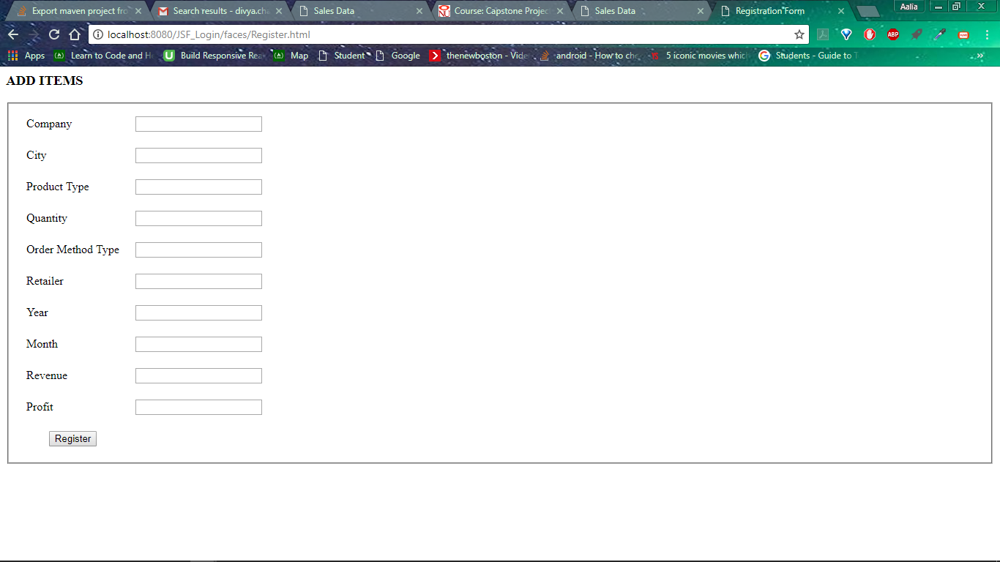 Export maven project fro
Search results - divya.cha
Sales Data
Course: Capstone Projec
Sales Data
Registration Form
Aalia
localhost:8080/JSF_Login/faces/Register.html
ABP
Apps
Learn to Code and H
Build Responsive Rea
Map
Student
Google
thenewboston - Vide
android - How to che
5 iconic movies which
Students - Guide to T
ADD ITEMS
Company
City
Product Type
Quantity
Order Method Type
Retailer
Year
Month
Revenue
Profit
Register